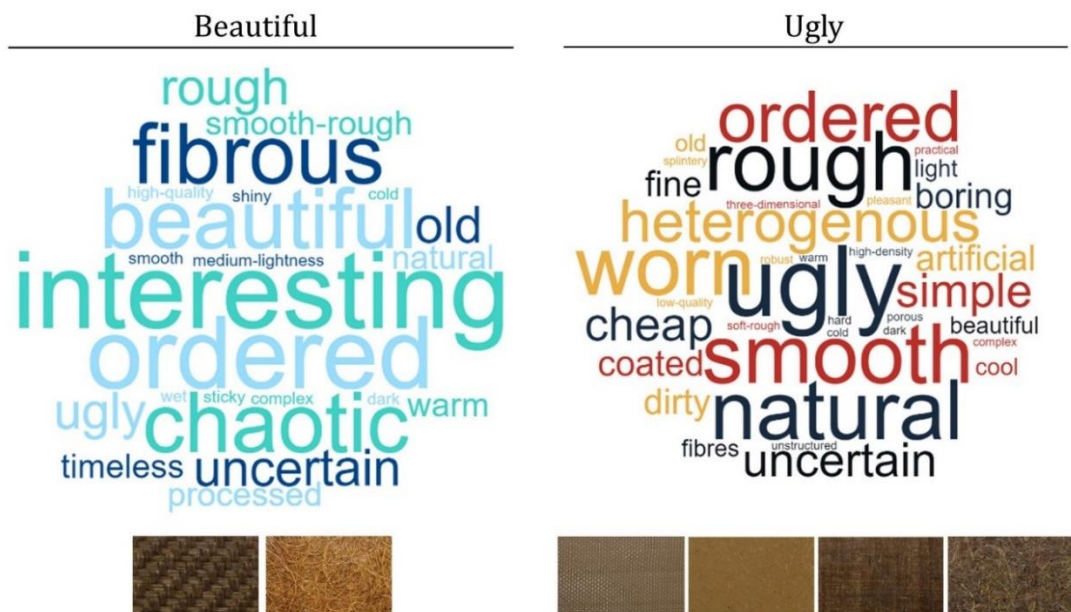 Beautiful
rough
smooth-rough
fibrous
high-quality shiny cold
beautiful old
smooth medium-lightness natural
interesting
ordered
wet sticky complex dark warm
ugly chaotic
timeless uncertain
processed
Ugly
ordered
old rough practical
splintery light
fine boring
three-dimensional pleasant
heterogenous
worn robust warm high-density artificial
ugly simple
low-quality
cheap soft-rough hard porous beautiful
cold dark
coated smooth complex
cool
dirty natural
fibres unstructured
uncertain